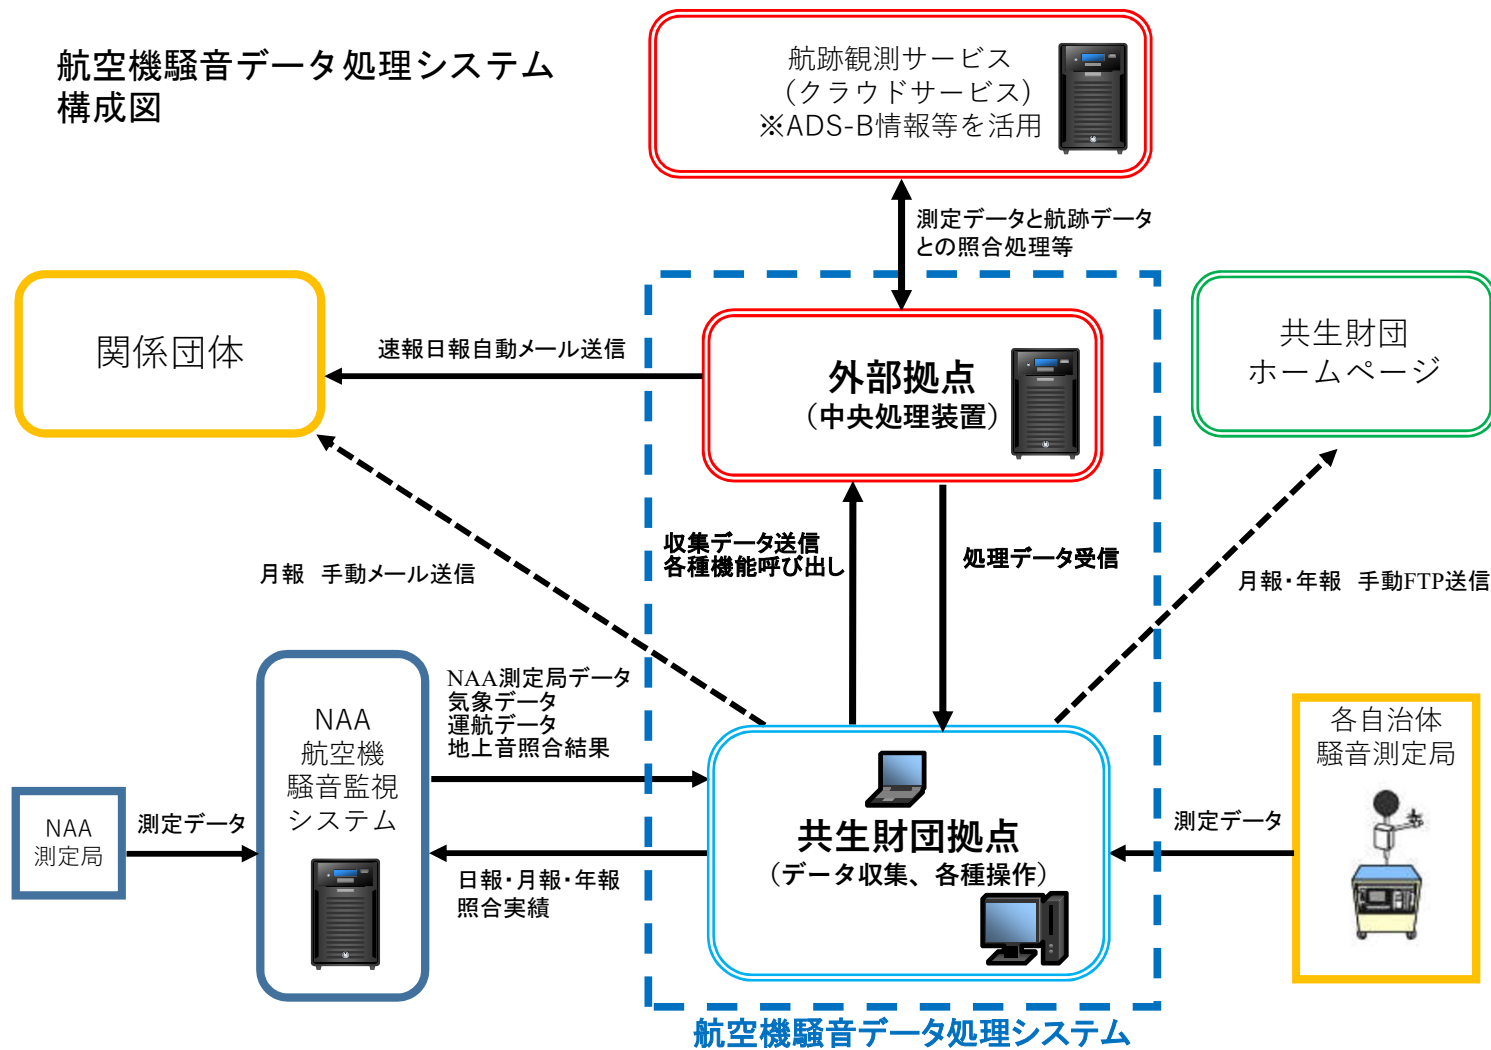 航空機騒音データ処理システム
構成図
航跡観測サービス
（クラウドサービス）
※ADS-B情報等を活用
測定データと航跡データ
との照合処理等
関係団体
速報日報自動メール送信
外部拠点
（中央処理装置）
共生財団
ホームページ
収集データ送信
各種機能呼び出し
処理データ受信
月報　手動メール送信
月報・年報　手動FTP送信
NAA測定局データ
気象データ
運航データ
地上音照合結果
NAA
航空機
騒音監視
システム
NAA
測定局
測定データ
日報・月報・年報
照合実績
共生財団拠点
（データ収集、各種操作）
測定データ
各自治体
騒音測定局
航空機騒音データ処理システム